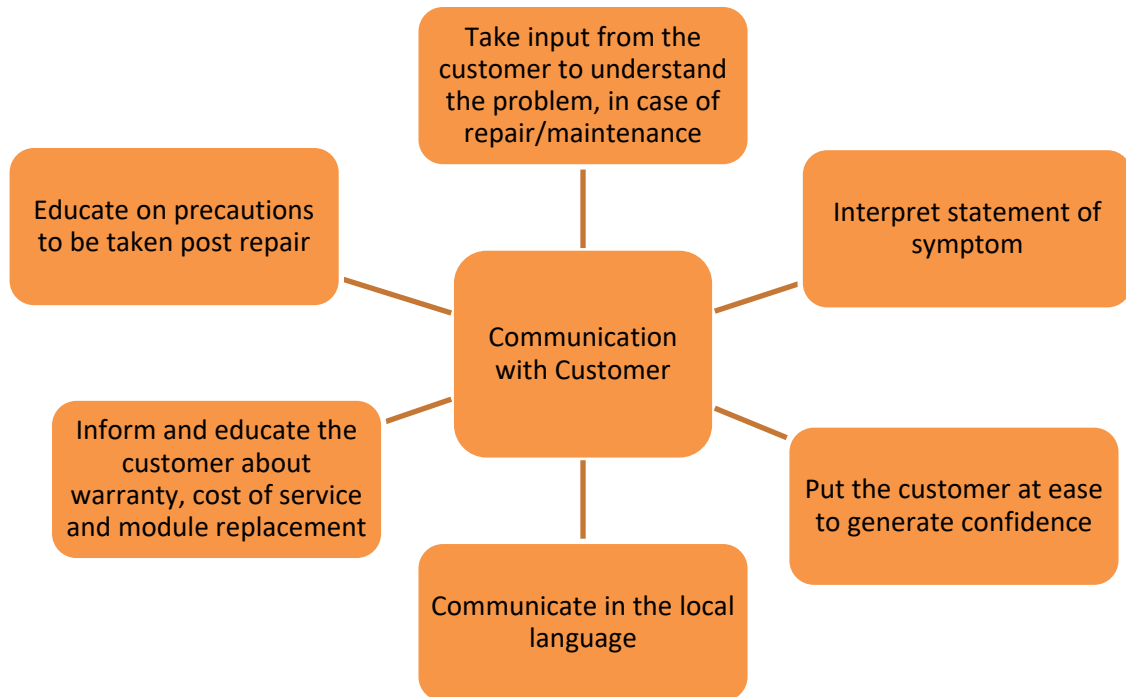 Take input from the
customer to understand
the problem, in case of
repair/maintenance
Interpret statement of
symptom
Put the customer at ease
to generate confidence
Communicate in the local
language
Inform and educate the
customer about
warranty, cost of service
and module replacement
Educate on precautions
to be taken post repair
Communication
with Customer